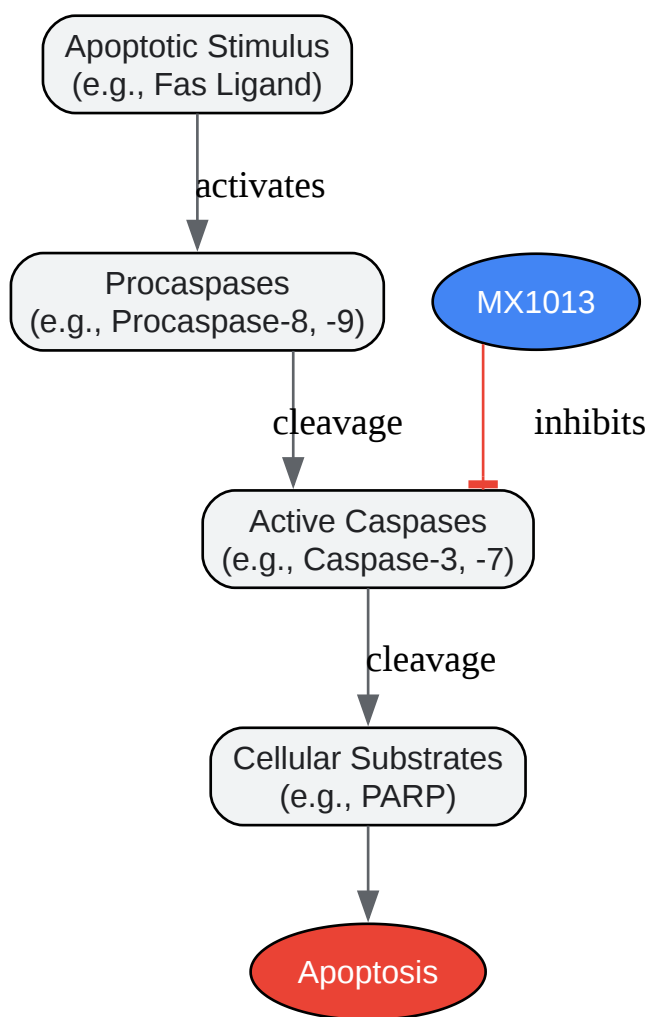 Apoptotic Stimulus
(e.g., Fas Ligand)
activates
Procaspases
(e.g., Procaspase-8, -9)
MX1013
cleavage
inhibits
Active Caspases
(e.g., Caspase-3, -7)
cleavage
Cellular Substrates
(e.g., PARP)
Apoptosis